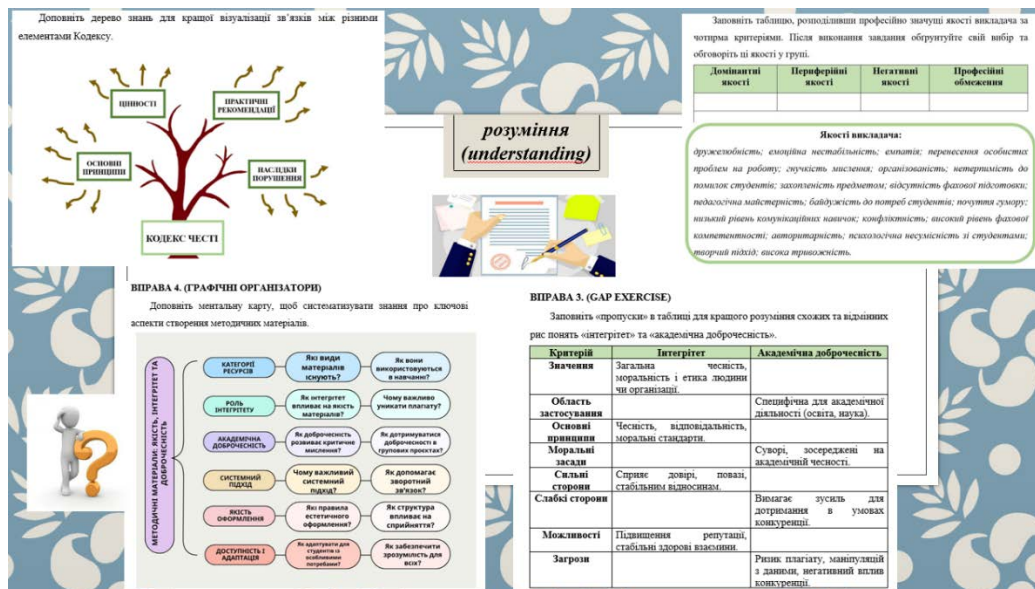 Доповніть дерево знань для кращої візуалізації зв'язків між різними
елементами Кодексу.
ЦІННОСТІ
ПРАКТИЧНІ
РЕКОМЕНДАЦІЇ
ОСНОВНІ
ПРИНЦИПИ
НАСЛІДКИ
ПОРУШЕННЯ
КОДЕКС ЧЕСТІ
розуміння
(understanding)
Заповніть таблицю, розподіливши професійно значущі якості викладача за
чотирма критеріями. Після виконання завдання обґрунтуйте свій вибір та
обговоріть ці якості у групі.
Домінантні якості
Периферійні якості
Негативні якості
Професійні обмеження
Якості викладача:
дружелюбність; емоційна нестабільність; емпатія; перенесення особистих
проблем на роботу; гнучкість мислення; організованість; нетерпимість до
помилок студентів; захопленість предметом; відсутність фахової підготовки;
педагогічна майстерність; байдужість до потреб студентів; почуття гумору;
низький рівень комунікаційних навичок; конфліктність; високий рівень фахової
компетентності; авторитарність; психологічна несумісність зі студентами;
творчий підхід; висока тривожність.
ВПРАВА 4. (ГРАФІЧНІ ОРГАНІЗАТОРИ)
Доповніть ментальну карту, щоб систематизувати знання про ключові
аспекти створення методичних матеріалів.
МЕТОДИЧНІ МАТЕРІАЛИ: ЯКІСТЬ, ІНТЕГРІТЕТ ТА
ДОБРОЧЕСНІСТЬ
КАТЕГОРІЇ
РЕСУРСІВ
Які види
матеріалів
існують?
Як вони
використовуються
в навчанні?
РОЛЬ
ІНТЕГРІТЕТУ
Як інтегрітет
впливає на якість
матеріалів?
Чому важливо
уникати плагіату?
АКАДЕМІЧНА
ДОБРОЧЕСНІСТЬ
Як доброчесність
розвиває критичне
мислення?
Як дотримуватися
доброчесності в
групових проєктах?
СИСТЕМНИЙ
ПІДХІД
Чому важливий
системний
підхід?
Як допомагає
зворотний
зв'язок?
ЯКІСТЬ
ОФОРМЛЕННЯ
Які правила
естетичного
оформлення?
Як структура
впливає на
сприйняття?
ДОСТУПНІСТЬ І
АДАПТАЦІЯ
Як адаптувати для
студентів із
особливими
потребами?
Як забезпечити
зрозумілість для
всіх?
ВПРАВА 3. (GAP EXERCISE)
Заповніть «пропуски» в таблиці для кращого розуміння схожих та відмінних
рис понять «інтегрітет» та «академічна доброчесність».
Критерій Інтегрітет Академічна доброчесність
Значення
Загальна чесність,
моральність і етика людини
чи організації.
Область
застосування
Специфічна для академічної
діяльності (освіта, наука).
Основні
принципи
Чесність, відповідальність,
моральні стандарти.
Моральні
засади
Суворі, зосереджені на
академічній чесності.
Сильні
сторони
Сприяє довірі, повазі,
стабільним відносинам.
Слабкі сторони
Вимагає зусиль для
дотримання в умовах
конкуренції.
Можливості
Підвищення репутації,
стабільні здорові взаємини.
Загрози
Ризик плагіату, маніпуляцій
з даними, негативний вплив
конкуренції.